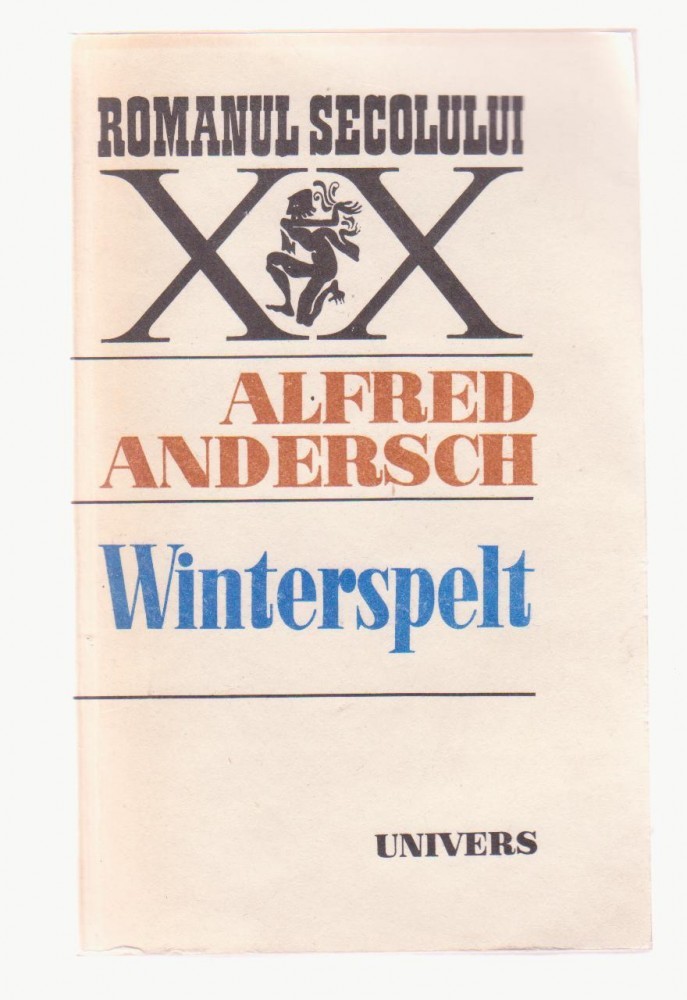 ROMANUL SECOLULUI
XX
ALFRED
ANDERSCH
Winterspelt
UNIVERS